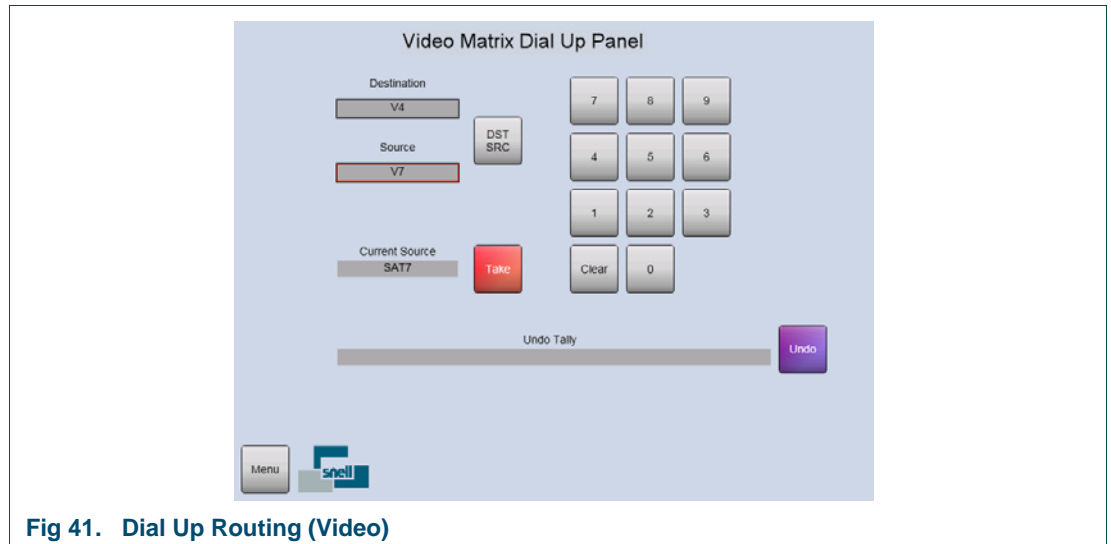 Video Matrix Dial Up Panel
Destination
V4
DST
SRC
Source
V7
Current Source
SAT7
Take
7 8 9
4 5 6
1 2 3
Clear 0
Undo Tally
Undo
Menu
snell
Fig 41. Dial Up Routing (Video)